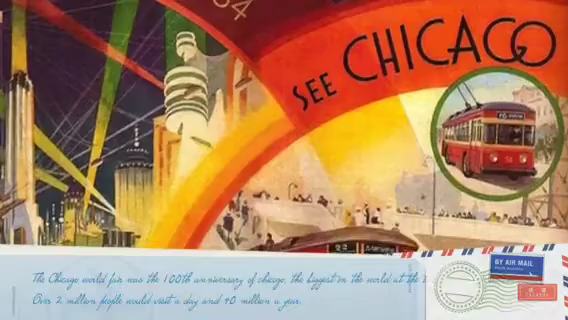 34
SEE CHICAGO
The Chicago world fair was the 100th anniversary of chicago, the biggest in the world at the
Over 2 million people would visit a day and 40 million a year.
BY AIR MAIL